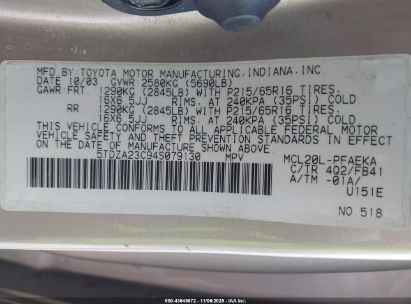 MFD BY TOYOTA MOTOR MANUFACTURING,INDIANA,INC
DATE 10/03 GVWR 2580KG (5690LB)
GAWR FRT 1290KG (2845LB) WITH P215/65R16 TIRES,
16X6.5JJ RIMS, AT 240KPA (35PSI) COLD
RR 1290KG (2845LB) WITH P215/65R16 TIRES,
16X6.5JJ RIMS, AT 240KPA (35PSI) COLD
THIS VEHICLE CONFORMS TO ALL APPLICABLE FEDERAL MOTOR
VEHICLE SAFETY AND THEFT PREVENTION STANDARDS IN EFFECT
ON THE DATE OF MANUFACTURE SHOWN ABOVE
5TDZA23C94S079130 MPV
MCL20L-PFAEKA
C/TR 4Q2/FB41
A/TM -01A/
U151E
NO.518